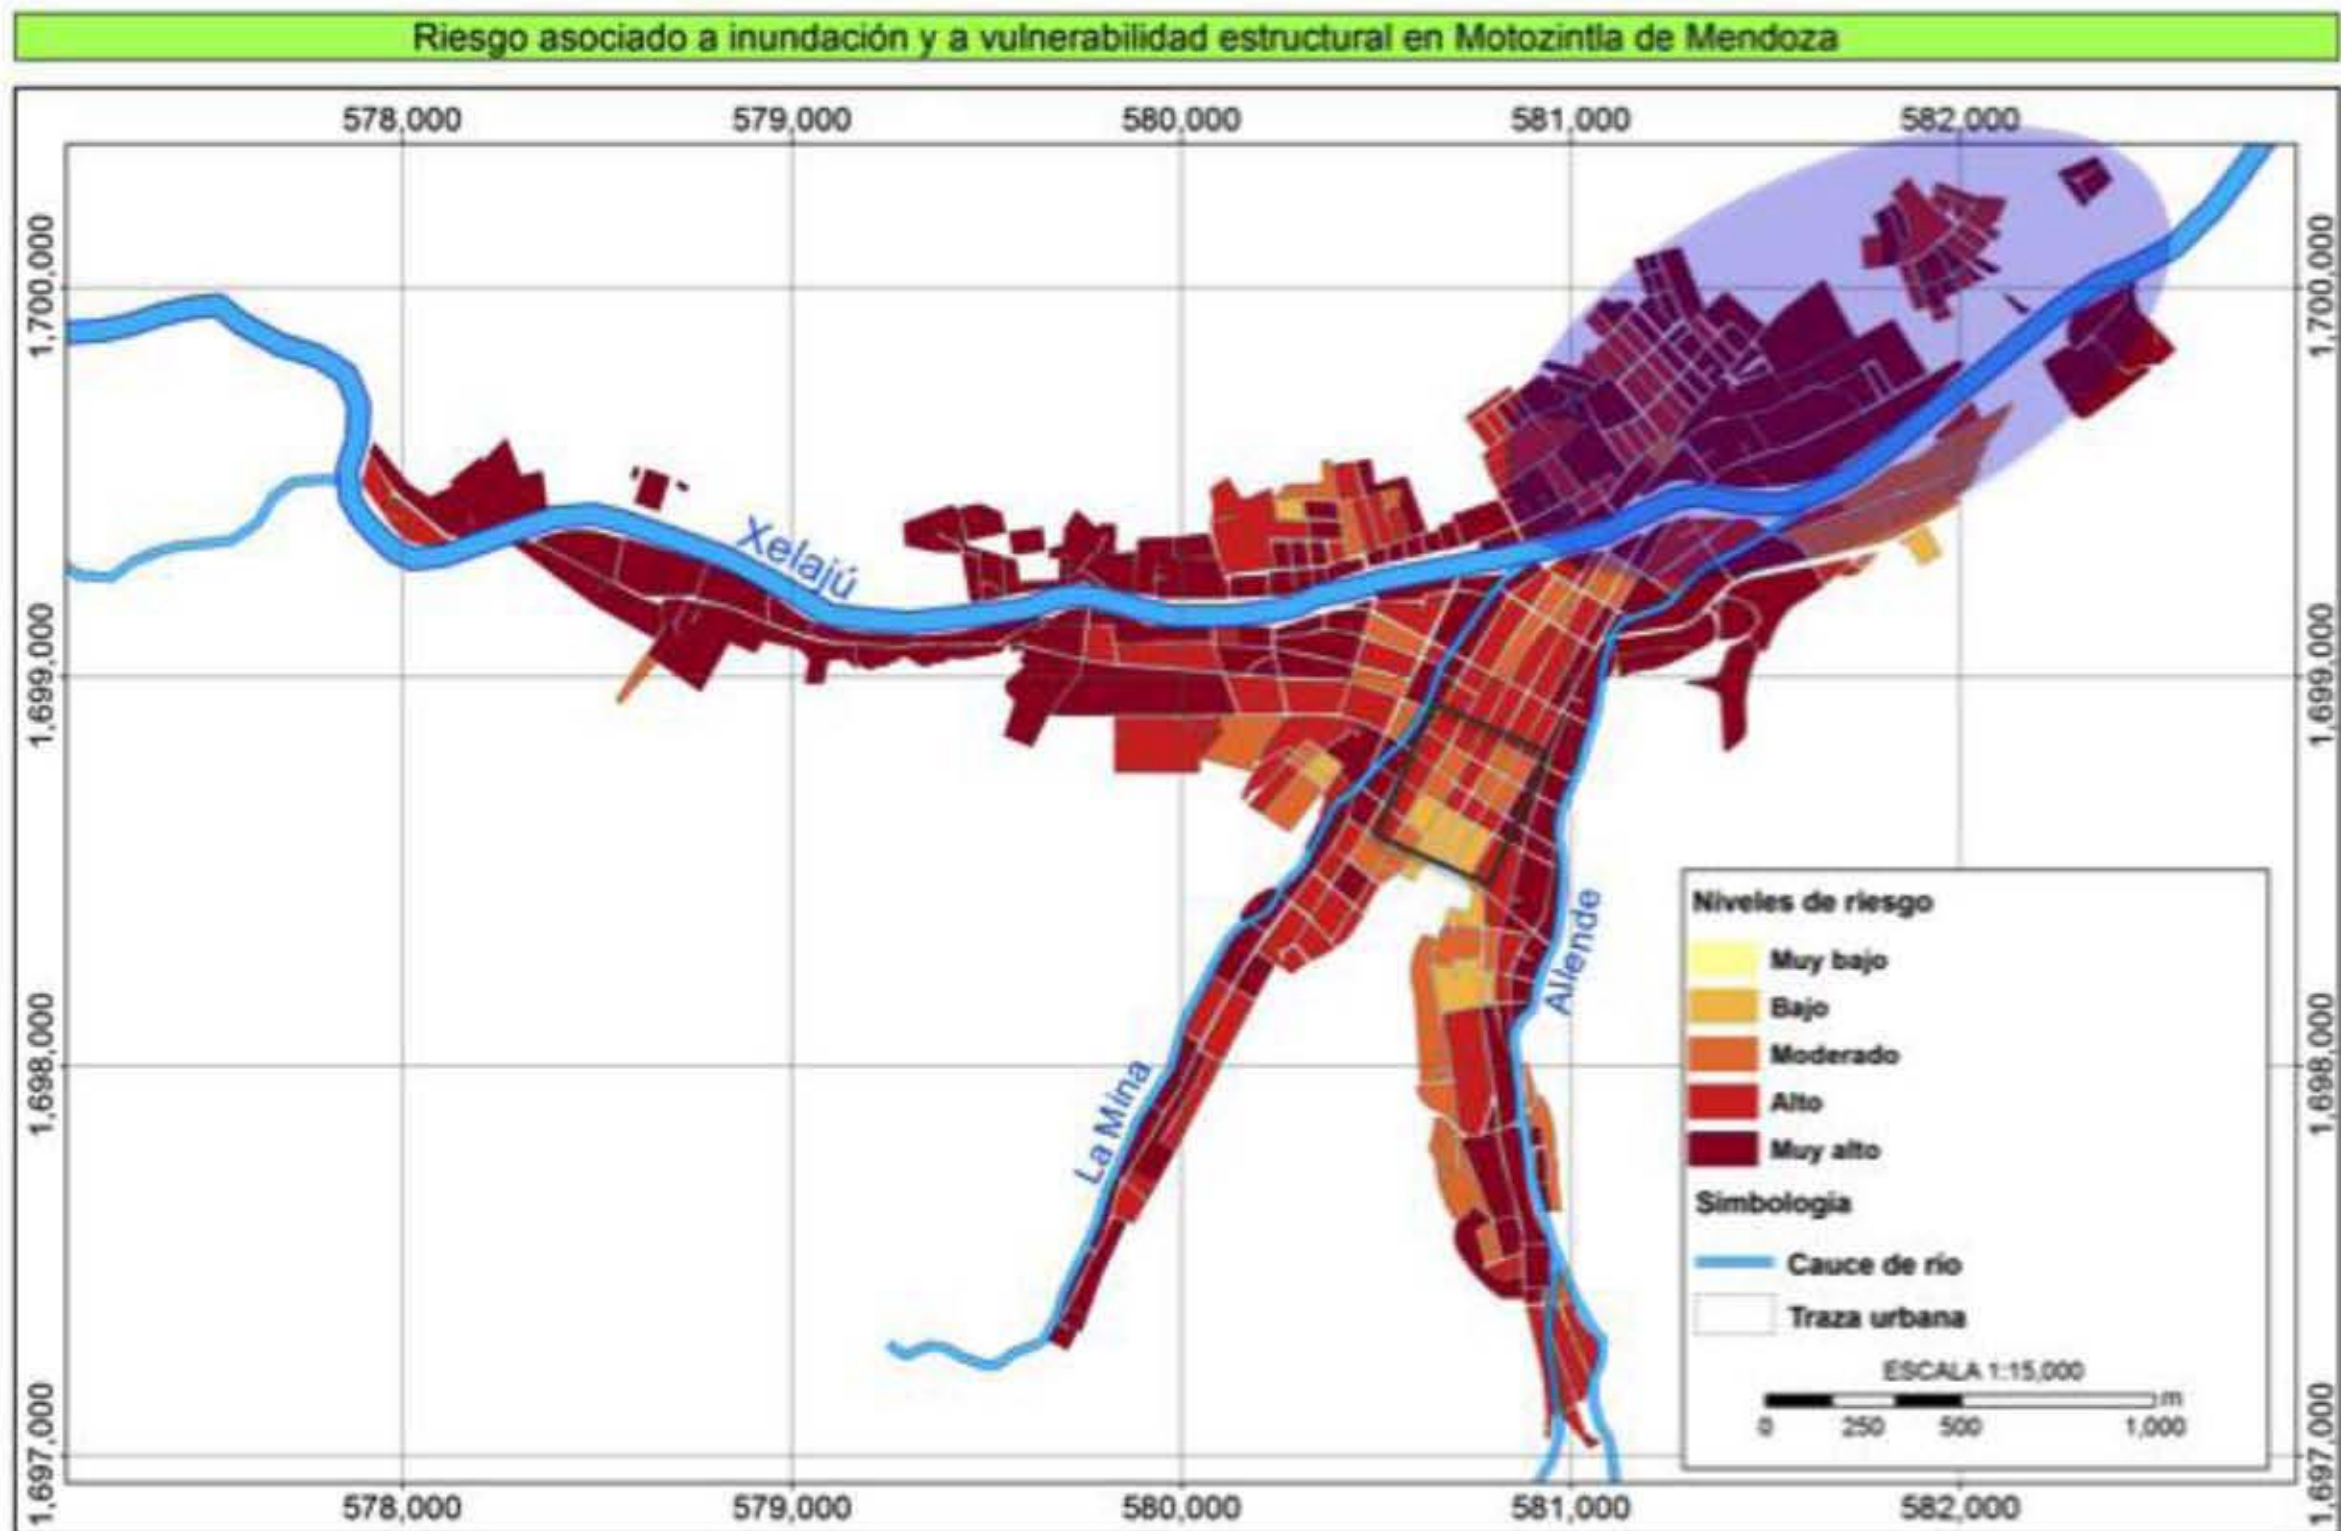 Riesgo asociado a inundación y a vulnerabilidad estructural en Motozintla de Mendoza
578,000 579,000 580,000 581,000 582,000
1,700,000 1,700,000
Xelajú
1,699,000 1,699,000
Allende
La Mina
1,698,000 1,698,000
1,697,000 1,697,000
Niveles de riesgo
Muy bajo
Bajo
Moderado
Alto
Muy alto
Simbologia
Cauce de rio
Traza urbana
ESCALA 1:15,000
m
0 250 500 1,000
578,000 579,000 580,000 581,000 582,000